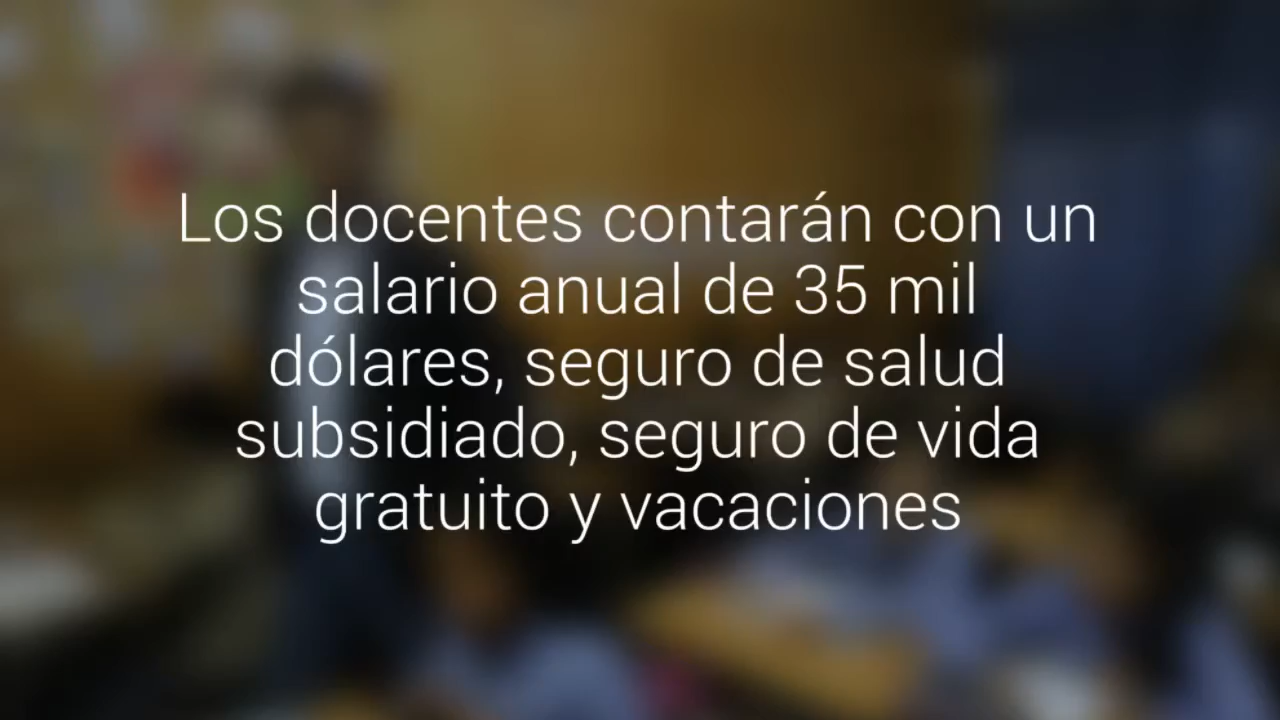 Los docentes contarán con un
salario anual de 35 mil
dólares, seguro de salud
subsidiado, seguro de vida
gratuito y vacaciones